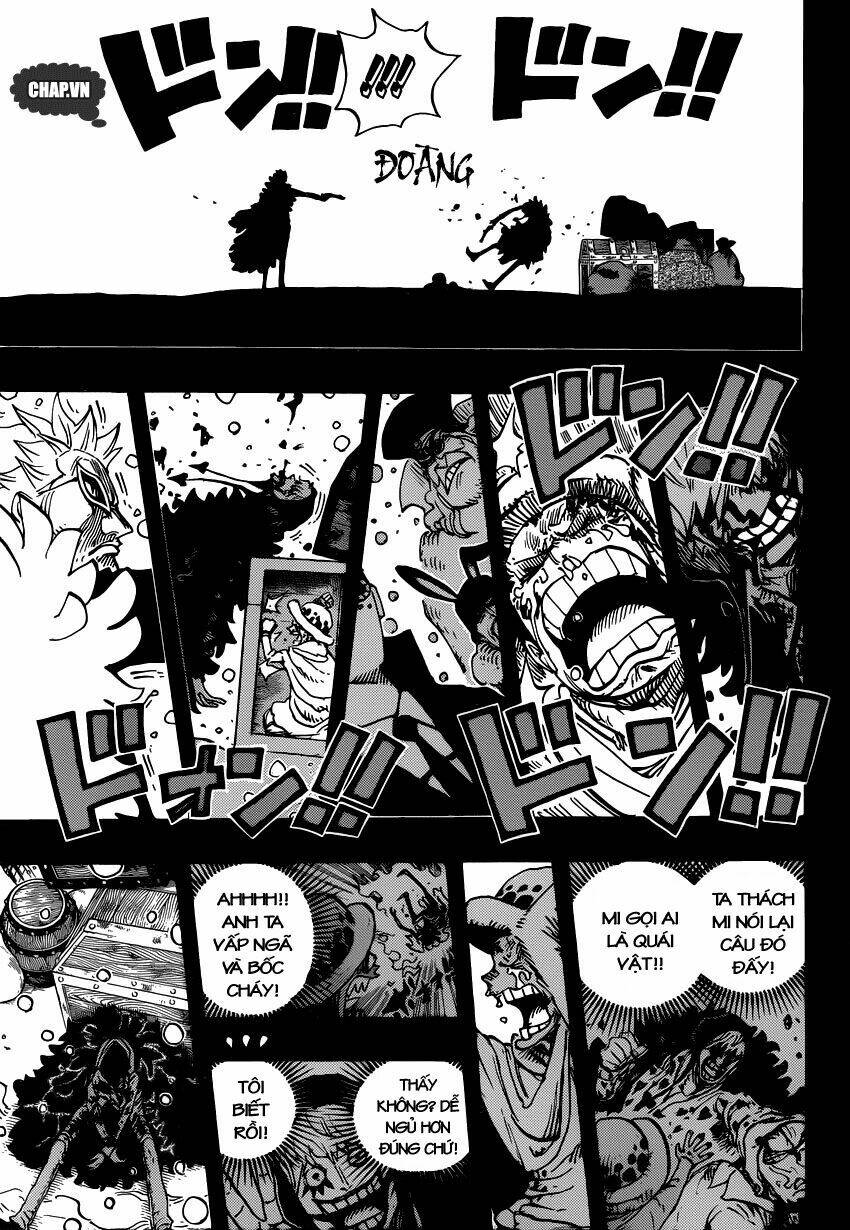 CHAP.VN
ドン!!
!!!
ドン!!
ĐOÀNG
ドン!!
ドォン!!
ドン!!
TA THÁCH
MI NÓI LẠI
CÂU ĐÓ
ĐẤY!
MI GỌI AI
LÀ QUÁI
VẬT!!
AHHHH!!
ANH TA
VẤP NGÃ
VÀ BỐC
CHÁY!
THẤY
KHÔNG? DỄ
NGỦ HƠN
ĐÚNG CHỨ!
TÔI
BIẾT
RỒI!